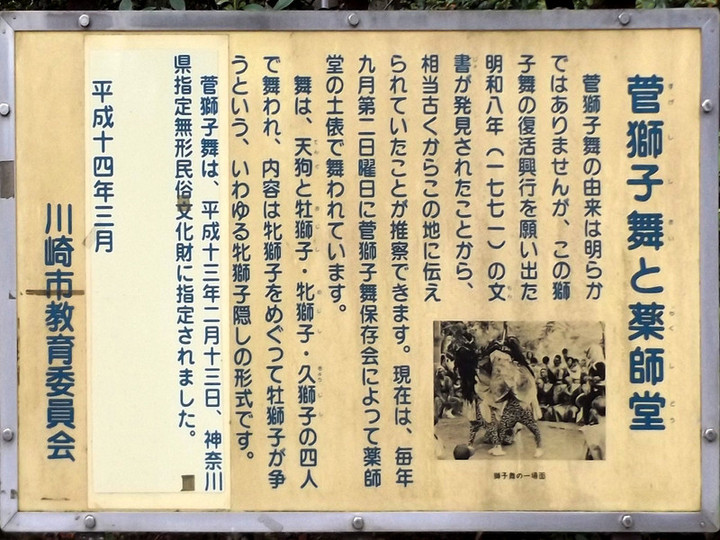 菅獅子舞と薬師堂
菅獅子舞の由来は明らか
ではありませんが、この獅
子舞の復活興行を願い出た
明和八年(一七七一)の文
書が発見されたことから、
相当古くからこの地に伝え
られていたことが推察できます。現在は、毎年
九月第二日曜日に菅獅子舞保存会によって薬師
堂の土俵で舞われています。
舞は、天狗と牡獅子・牝獅子・久獅子の四人
で舞われ、内容は牝獅子をめぐって牡獅子が争
うという、いわゆる牝獅子隠しの形式です。
菅獅子舞は、平成十三年二月十三日、神奈川
県指定無形民俗文化財に指定されました。
平成十四年三月
川崎市教育委員会
獅子舞の一場面